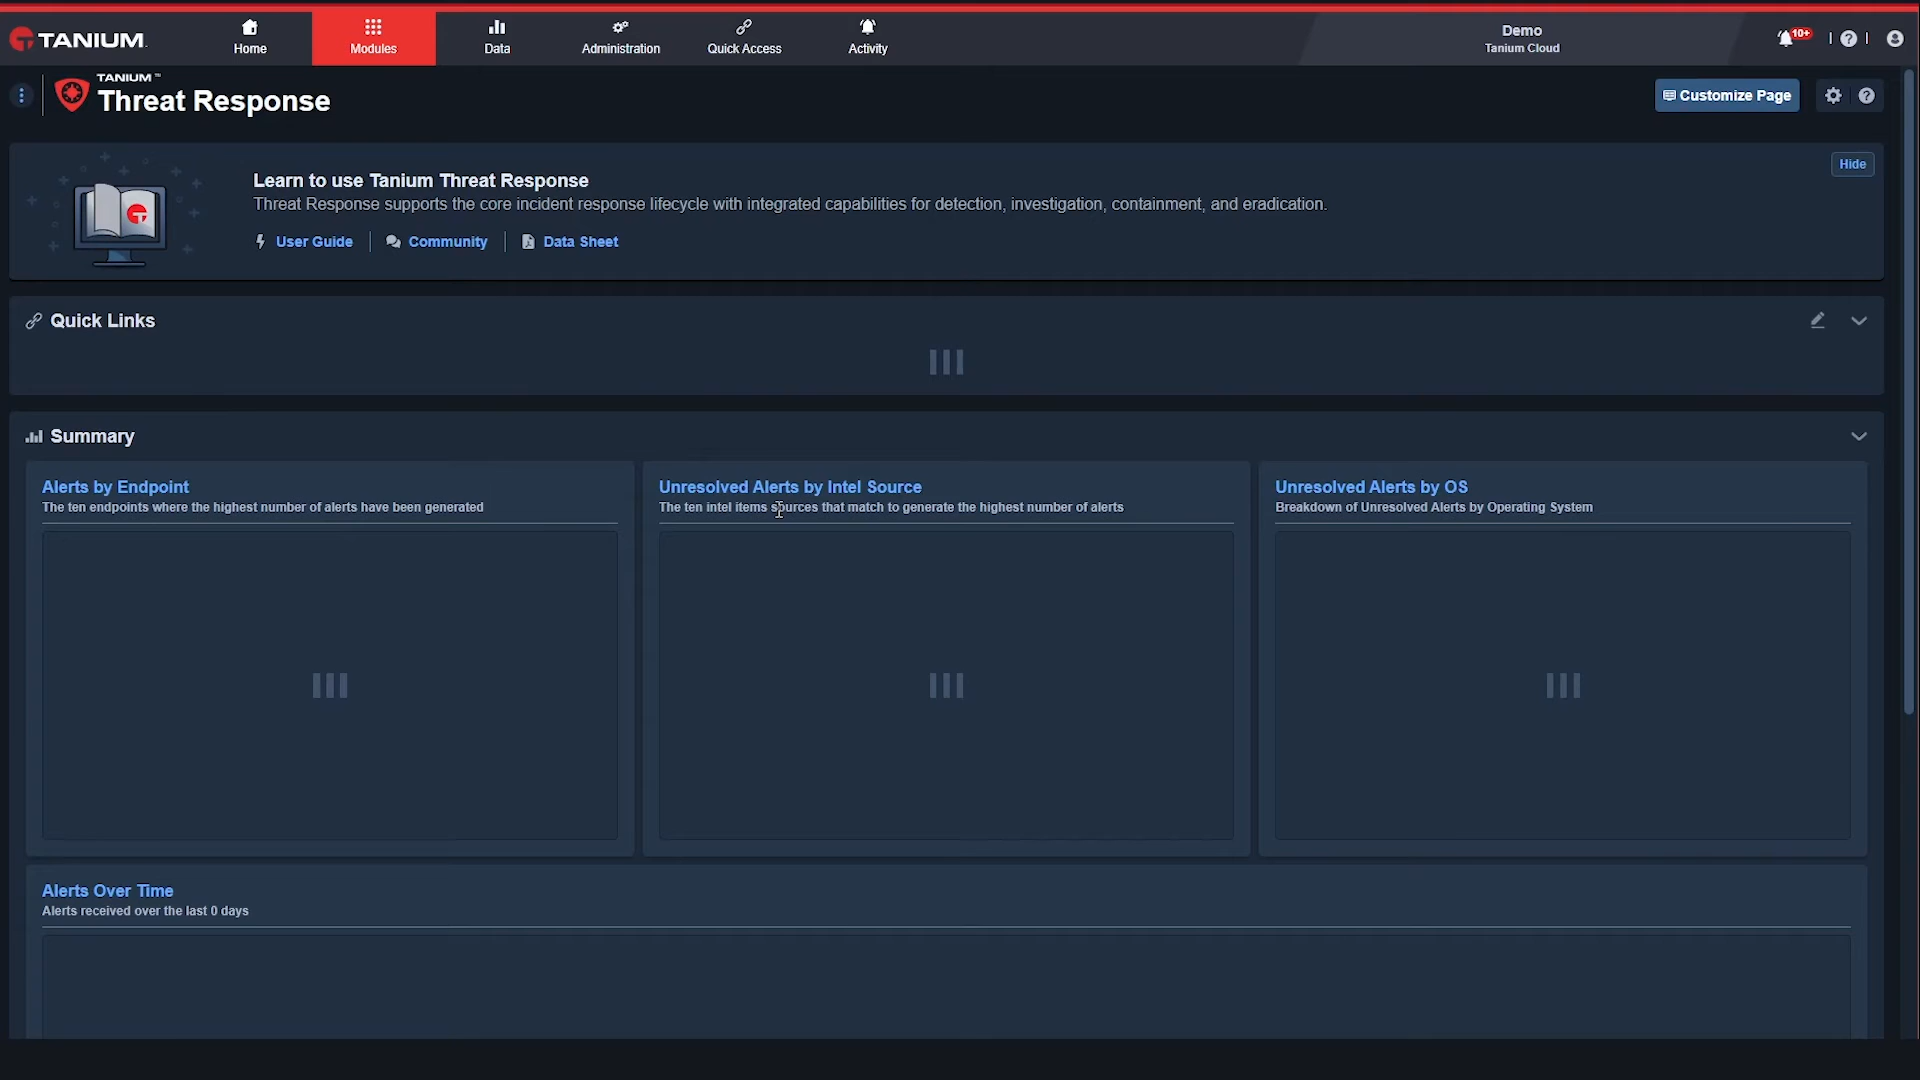 TANIUM
Home
Modules
Data
Administration
Quick Access
Activity
Demo
Tanium Cloud
10+
TANIUM™
Threat Response
Customize Page
Learn to use Tanium Threat Response
Hide
Threat Response supports the core incident response lifecycle with integrated capabilities for detection, investigation, containment, and eradication.
User Guide
Community
Data Sheet
Quick Links
Summary
Alerts by Endpoint
The ten endpoints where the highest number of alerts have been generated
Unresolved Alerts by Intel Source
The ten intel items sources that match to generate the highest number of alerts
Unresolved Alerts by OS
Breakdown of Unresolved Alerts by Operating System
Alerts Over Time
Alerts received over the last 0 days